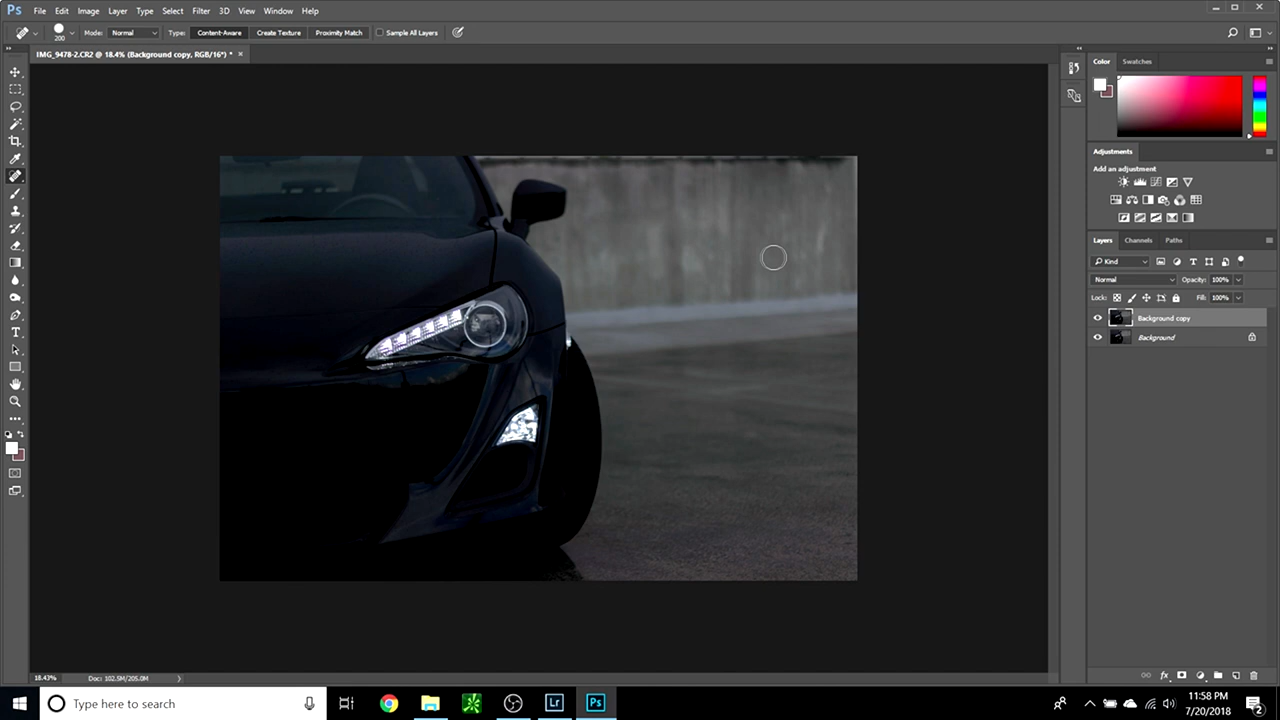 Ps File Edit Image Layer Type Select Filter 3D View Window Help
200 Mode: Normal Type: Content-Aware Create Texture Proximity Match Sample All Layers
IMG_9478-2.CR2 @ 18.4% (Background copy, RGB/16*) * ×
Color Swatches
Adjustments
Add an adjustment
Layers Channels Paths
Kind
Normal Opacity: 100%
Lock: Fill: 100%
Background copy
Background
18.43% Doc: 102.5M/205.0M
Type here to search
Lr Ps
11:58 PM
7/20/2018
2